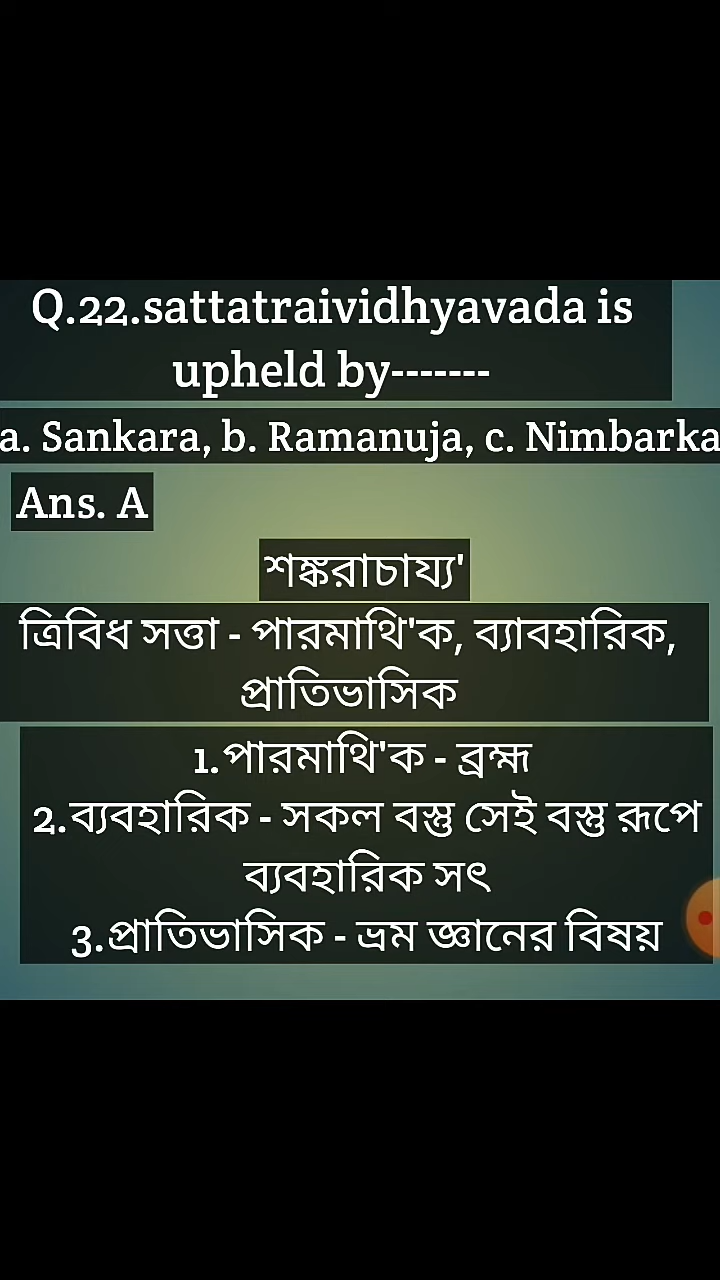 Q.22.sattatraividhyavada is
upheld by-------
a. Sankara, b. Ramanuja, c. Nimbarka
Ans. A
শঙ্করাচায্য'
ত্রিবিধ সত্তা - পারমাথি'ক, ব্যাবহারিক,
প্রাতিভাসিক
1.পারমাথি'ক - ব্রহ্ম
2.ব্যবহারিক - সকল বস্তু সেই বস্তু রূপে
ব্যবহারিক সৎ
3.প্রাতিভাসিক - ভ্রম জ্ঞানের বিষয়